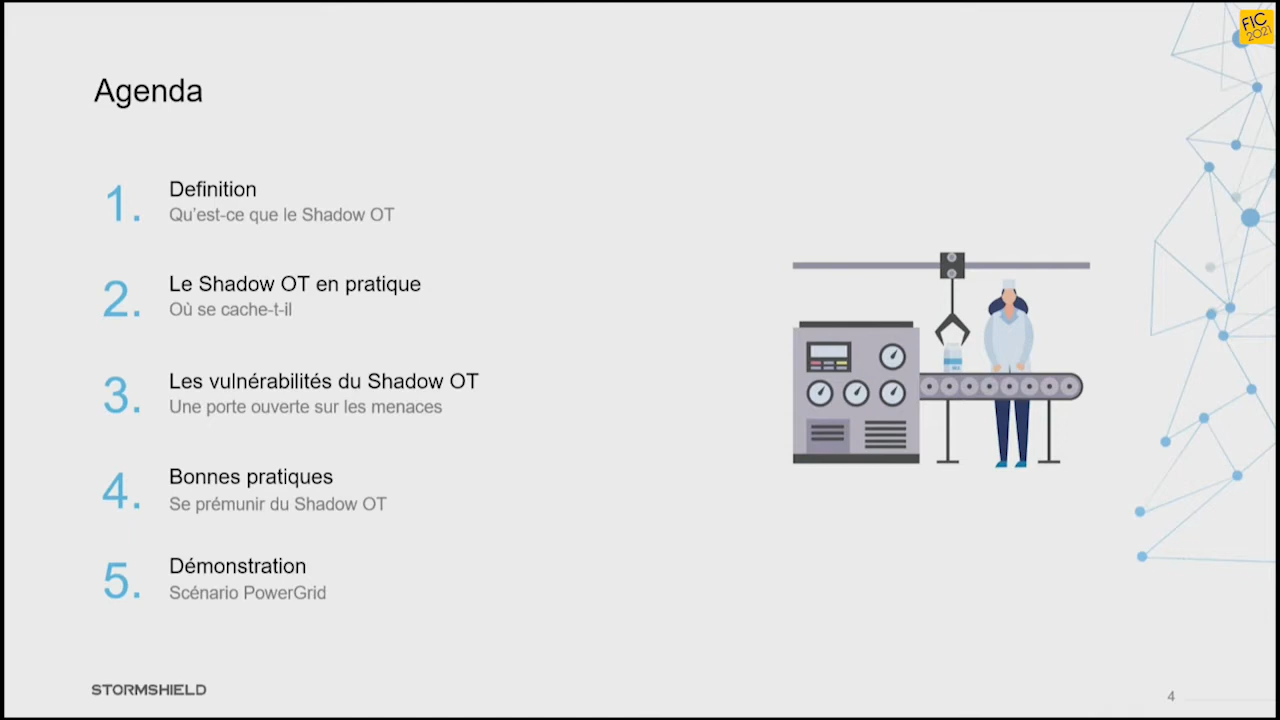 FIC
2021
Agenda
1.
Definition
Qu'est-ce que le Shadow OT
2.
Le Shadow OT en pratique
Où se cache-t-il
3.
Les vulnérabilités du Shadow OT
Une porte ouverte sur les menaces
4.
Bonnes pratiques
Se prémunir du Shadow OT
5.
Démonstration
Scénario PowerGrid
STORMSHIELD
4